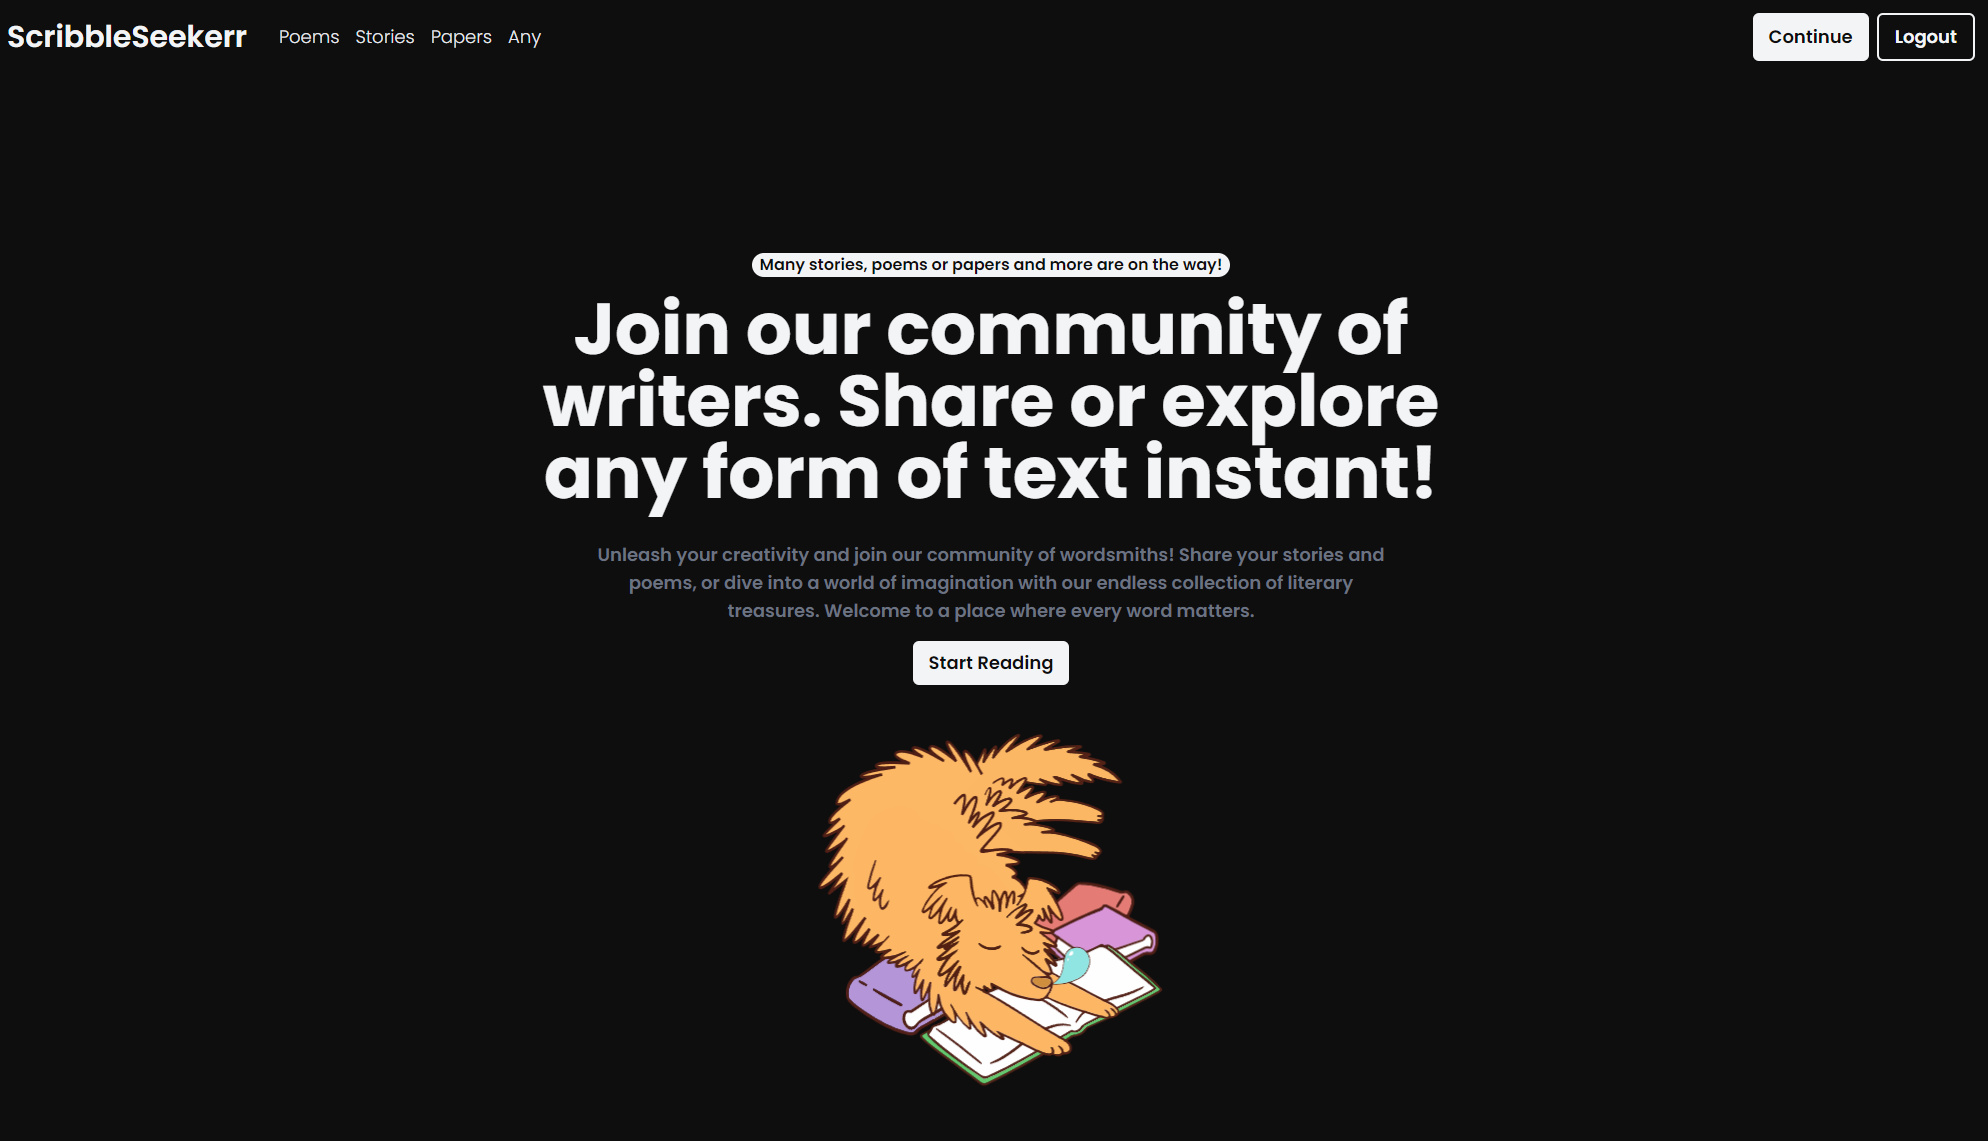 ScribbleSeekerr Poems Stories Papers Any Continue Logout
Many stories, poems or papers and more are on the way!
Join our community of
writers. Share or explore
any form of text instant!
Unleash your creativity and join our community of wordsmiths! Share your stories and
poems, or dive into a world of imagination with our endless collection of literary
treasures. Welcome to a place where every word matters.
Start Reading